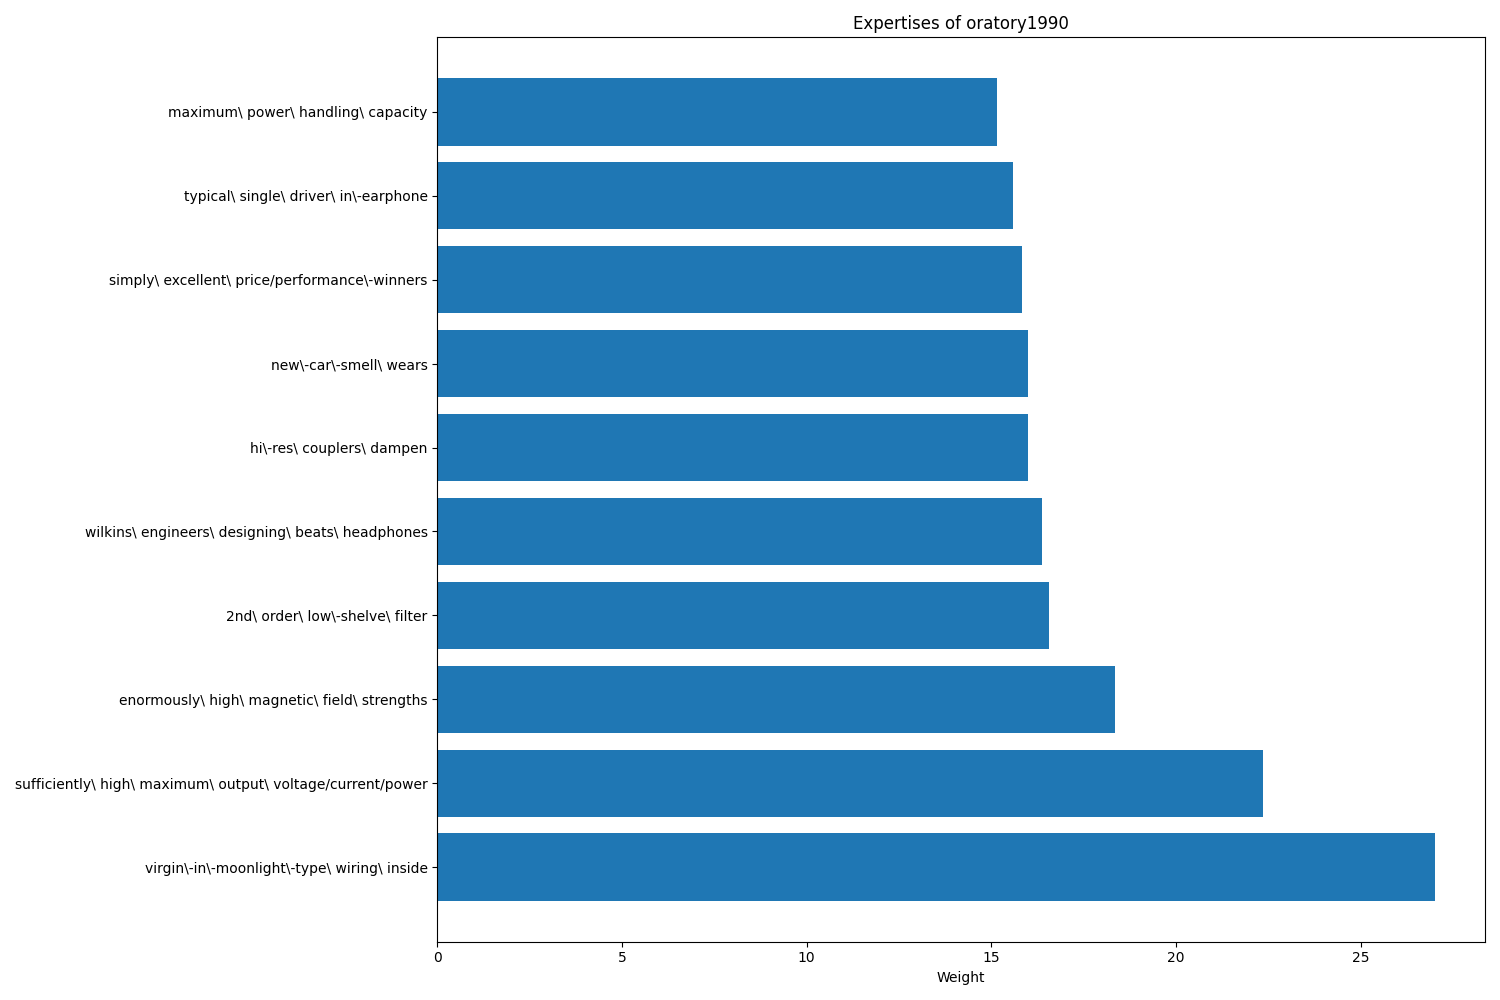 Expertises of oratory1990
maximum\ power\ handling\ capacity
typical\ single\ driver\ in\-earphone
simply\ excellent\ price/performance\-winners
new\-car\-smell\ wears
hi\-res\ couplers\ dampen
wilkins\ engineers\ designing\ beats\ headphones
2nd\ order\ low\-shelve\ filter
enormously\ high\ magnetic\ field\ strengths
sufficiently\ high\ maximum\ output\ voltage/current/power
virgin\-in\-moonlight\-type\ wiring\ inside
0 5 10 15 20 25
Weight